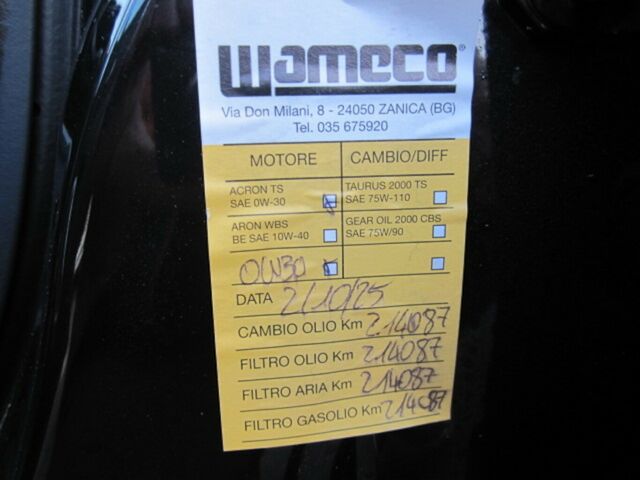 Wameco®
Via Don Milani, 8 - 24050 ZANICA (BG)
Tel. 035 675920
MOTORE CAMBIO/DIFF
ACRON TS TAURUS 2000 TS
SAE 0W-30 SAE 75W-110
ARON WBS GEAR OIL 2000 CBS
BE SAE 10W-40 SAE 75W/90
0W30
DATA 2/10/25
CAMBIO OLIO Km 214087
FILTRO OLIO Km 214087
FILTRO ARIA Km 214087
FILTRO GASOLIO Km 214087